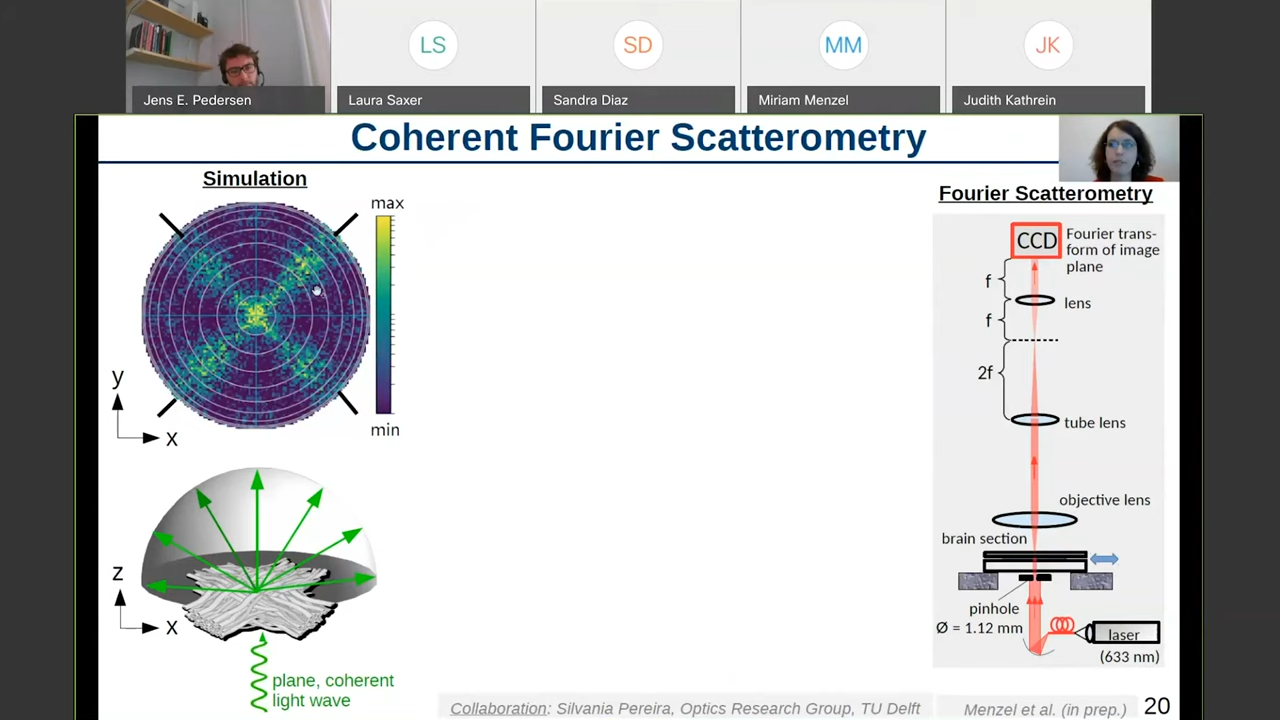 LS
SD
MM
JK
Jens E. Pedersen
Laura Saxer
Sandra Diaz
Miriam Menzel
Judith Kathrein
Coherent Fourier Scatterometry
Simulation
max
min
y
x
z
x
plane, coherent
light wave
Fourier Scatterometry
CCD
Fourier trans-
form of image
plane
f
lens
f
2f
tube lens
objective lens
brain section
pinhole
Ø = 1.12 mm
laser
(633 nm)
Collaboration: Silvania Pereira, Optics Research Group, TU Delft
Menzel et al. (in prep.)
20